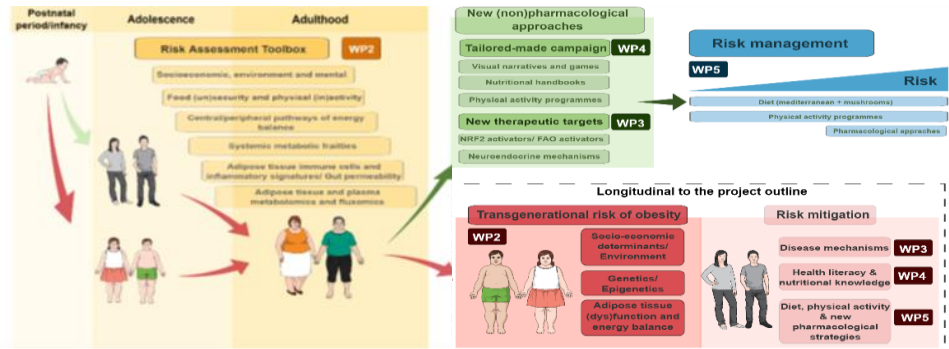 Postnatal
period/infancy
Adolescence
Adulthood
Risk Assessment Toolbox
WP2
Socioeconomic, environment and mental
Food (un)security and physical (in)activity
Central/peripheral pathways of energy
balance
Systemic metabolic frailties
Adipose tissue immune cells and
inflammatory signatures/ Gut permeability
Adipose tissue and plasma
metabolomics and fluxomics
New (non)pharmacological
approaches
Tailored-made campaign
WP4
Visual narratives and games
Nutritional handbooks
Physical activity programmes
New therapeutic targets
WP3
NRF2 activators/ FAO activators
Neuroendocrine mechanisms
Risk management
WP5
Risk
Diet (mediterranean + mushrooms)
Physical activity programmes
Pharmacological appraches
Longitudinal to the project outline
Transgenerational risk of obesity
WP2
Socio-economic
determinants/
Environment
Genetics/
Epigenetics
Adipose tissue
(dys)function and
energy balance
Risk mitigation
Disease mechanisms
WP3
Health literacy &
nutritional knowledge
WP4
Diet, physical activity
& new
pharmacological
strategies
WP5